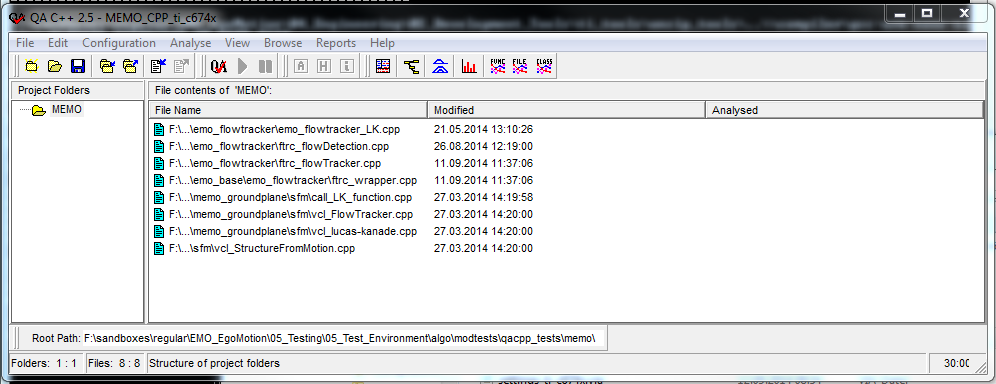 QA C++ 2.5 - MEMO_CPP_ti_c674x
File Edit Configuration Analyse View Browse Reports Help
QA A H i FUNC FILE CLASS
Project Folders
File contents of 'MEMO':
MEMO
File Name Modified Analysed
F:\...\emo_flowtracker\emo_flowtracker_LK.cpp 21.05.2014 13:10:26
F:\...\emo_flowtracker\ftrc_flowDetection.cpp 26.08.2014 12:19:00
F:\...\emo_flowtracker\ftrc_flowTracker.cpp 11.09.2014 11:37:06
F:\...\emo_base\emo_flowtracker\ftrc_wrapper.cpp 11.09.2014 11:37:06
F:\...\memo_groundplane\sfm\call_LK_function.cpp 27.03.2014 14:19:58
F:\...\memo_groundplane\sfm\vcl_FlowTracker.cpp 27.03.2014 14:20:00
F:\...\memo_groundplane\sfm\vcl_lucas-kanade.cpp 27.03.2014 14:20:00
F:\...\sfm\vcl_StructureFromMotion.cpp 27.03.2014 14:20:00
Root Path: F:\sandboxes\regular\EMO_EgoMotion\05_Testing\05_Test_Environment\algo\modtests\qacpp_tests\memo\
Folders: 1 : 1 Files: 8 : 8 Structure of project folders 30:00